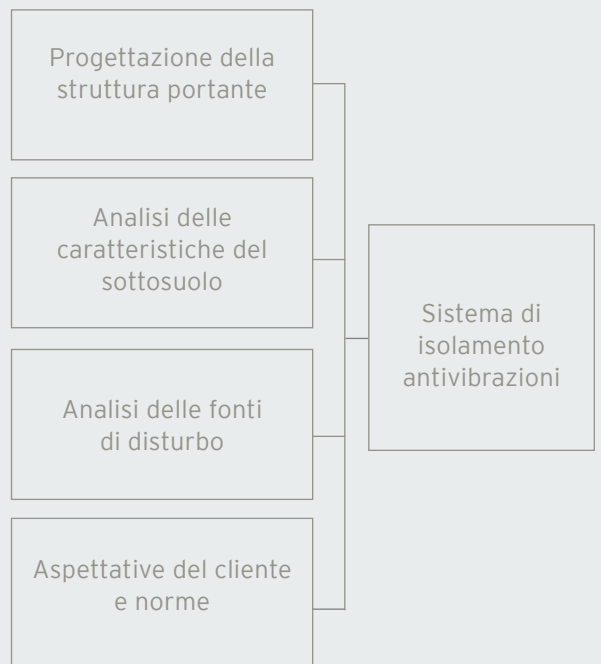 Progettazione della
struttura portante
Analisi delle
caratteristiche del
sottosuolo
Analisi delle fonti
di disturbo
Aspettative del cliente
e norme
Sistema di
isolamento
antivibrazioni